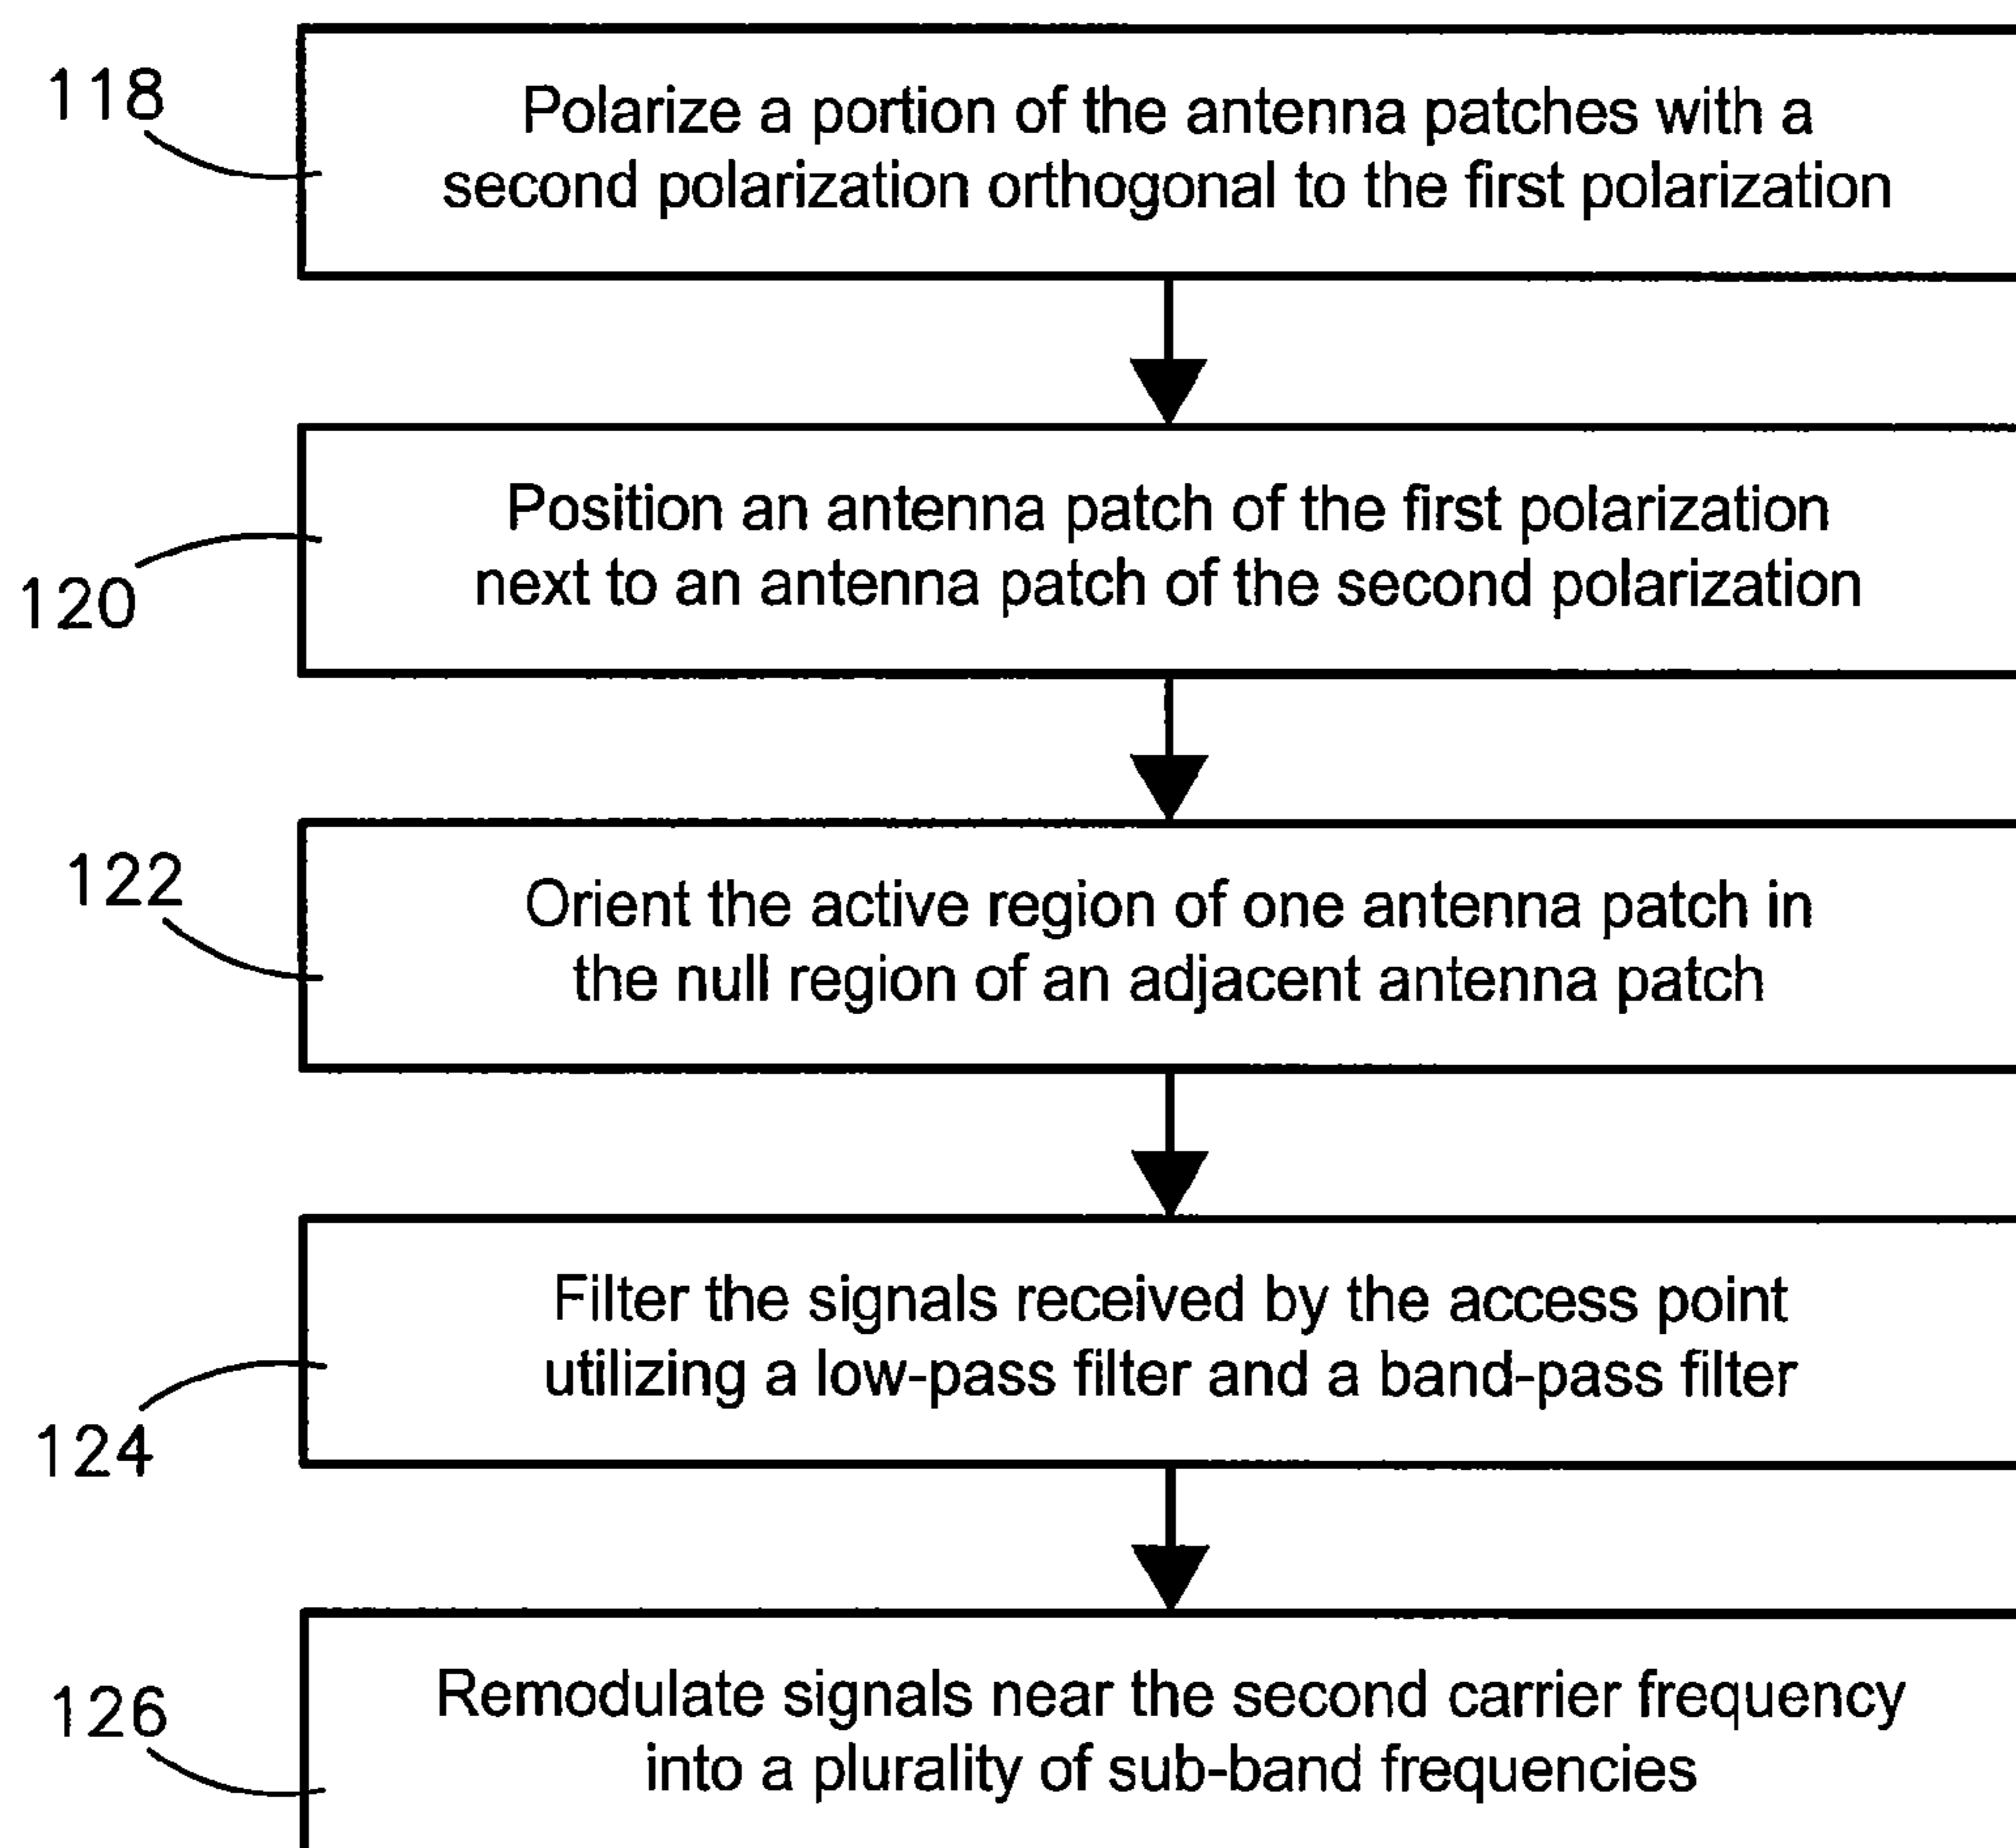 118
Polarize a portion of the antenna patches with a
second polarization orthogonal to the first polarization
120
Position an antenna patch of the first polarization
next to an antenna patch of the second polarization
122
Orient the active region of one antenna patch in
the null region of an adjacent antenna patch
124
Filter the signals received by the access point
utilizing a low-pass filter and a band-pass filter
126
Remodulate signals near the second carrier frequency
into a plurality of sub-band frequencies